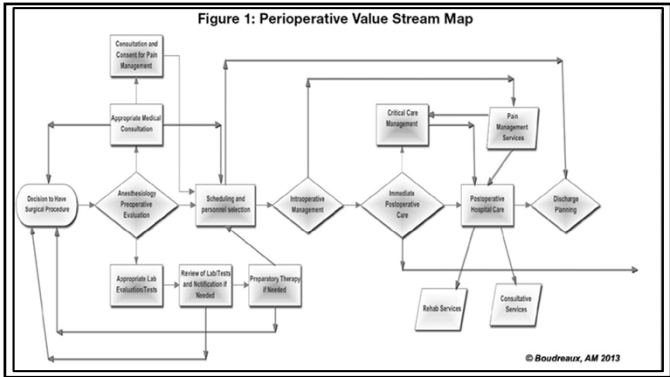 Figure 1: Perioperative Value Stream Map
Consultation and
Consent for Pain
Management
Appropriate Medical
Consultation
Critical Care
Management
Pain
Management
Services
Decision to Have
Surgical Procedure
Anesthesiology
Preoperative
Evaluation
Scheduling and
personnel selection
Introoperative
Management
Immediate
Postoperative
Care
Postoperative
Hospital Care
Discharge
Planning
Appropriate Lab
Evaluation/Tests
Review of Lab/Tests
and Notification if
Needed
Preparatory Therapy
if Needed
Rehab Services
Consultative
Services
© Boudreaux, AM 2013